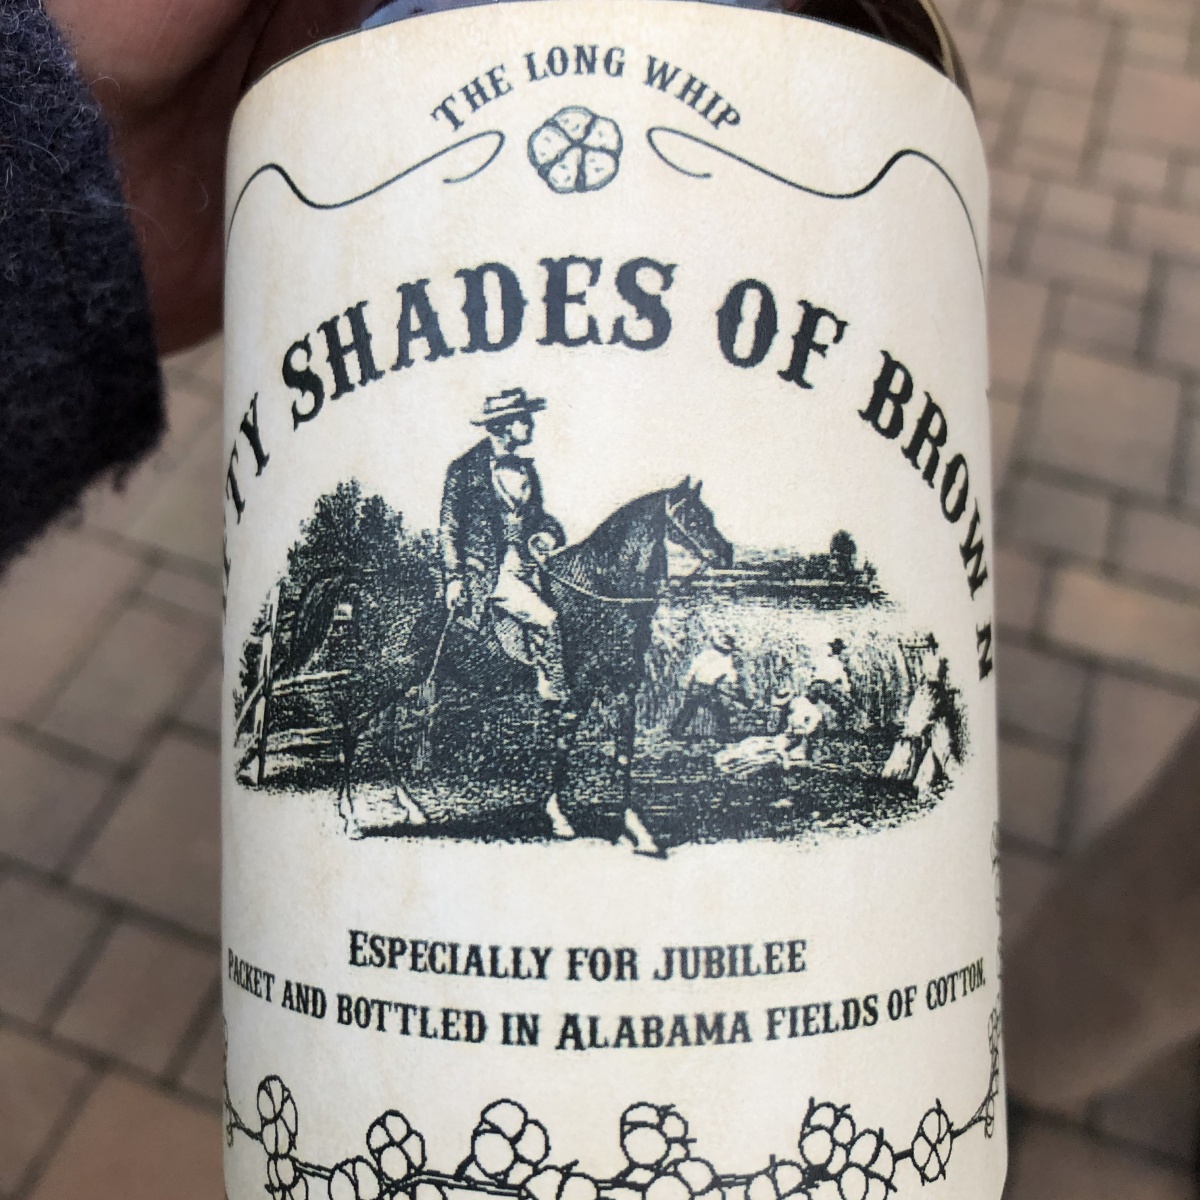 THE LONG WHIP
SHADES OF BROWN
ESPECIALLY FOR JUBILEE
PACKET AND BOTTLED IN ALABAMA FIELDS OF COTTON.